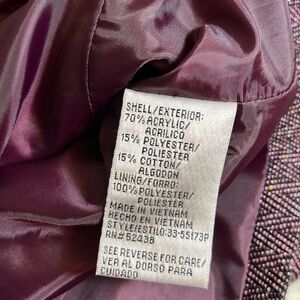 SHELL/EXTERIOR:
70% ACRYLIC/
ACRILICO
15% POLYESTER/
POLIESTER
15% COTTON/
ALGODON
LINING/FORRO:
100% POLYESTER/
POLIESTER
MADE IN VIETNAM
HECHO EN VIETNAM
STYLE/ESTILO:33-55173P
RN#52438
SEE REVERSE FOR CARE/
VER AL DORSO PARA
CUIDADO